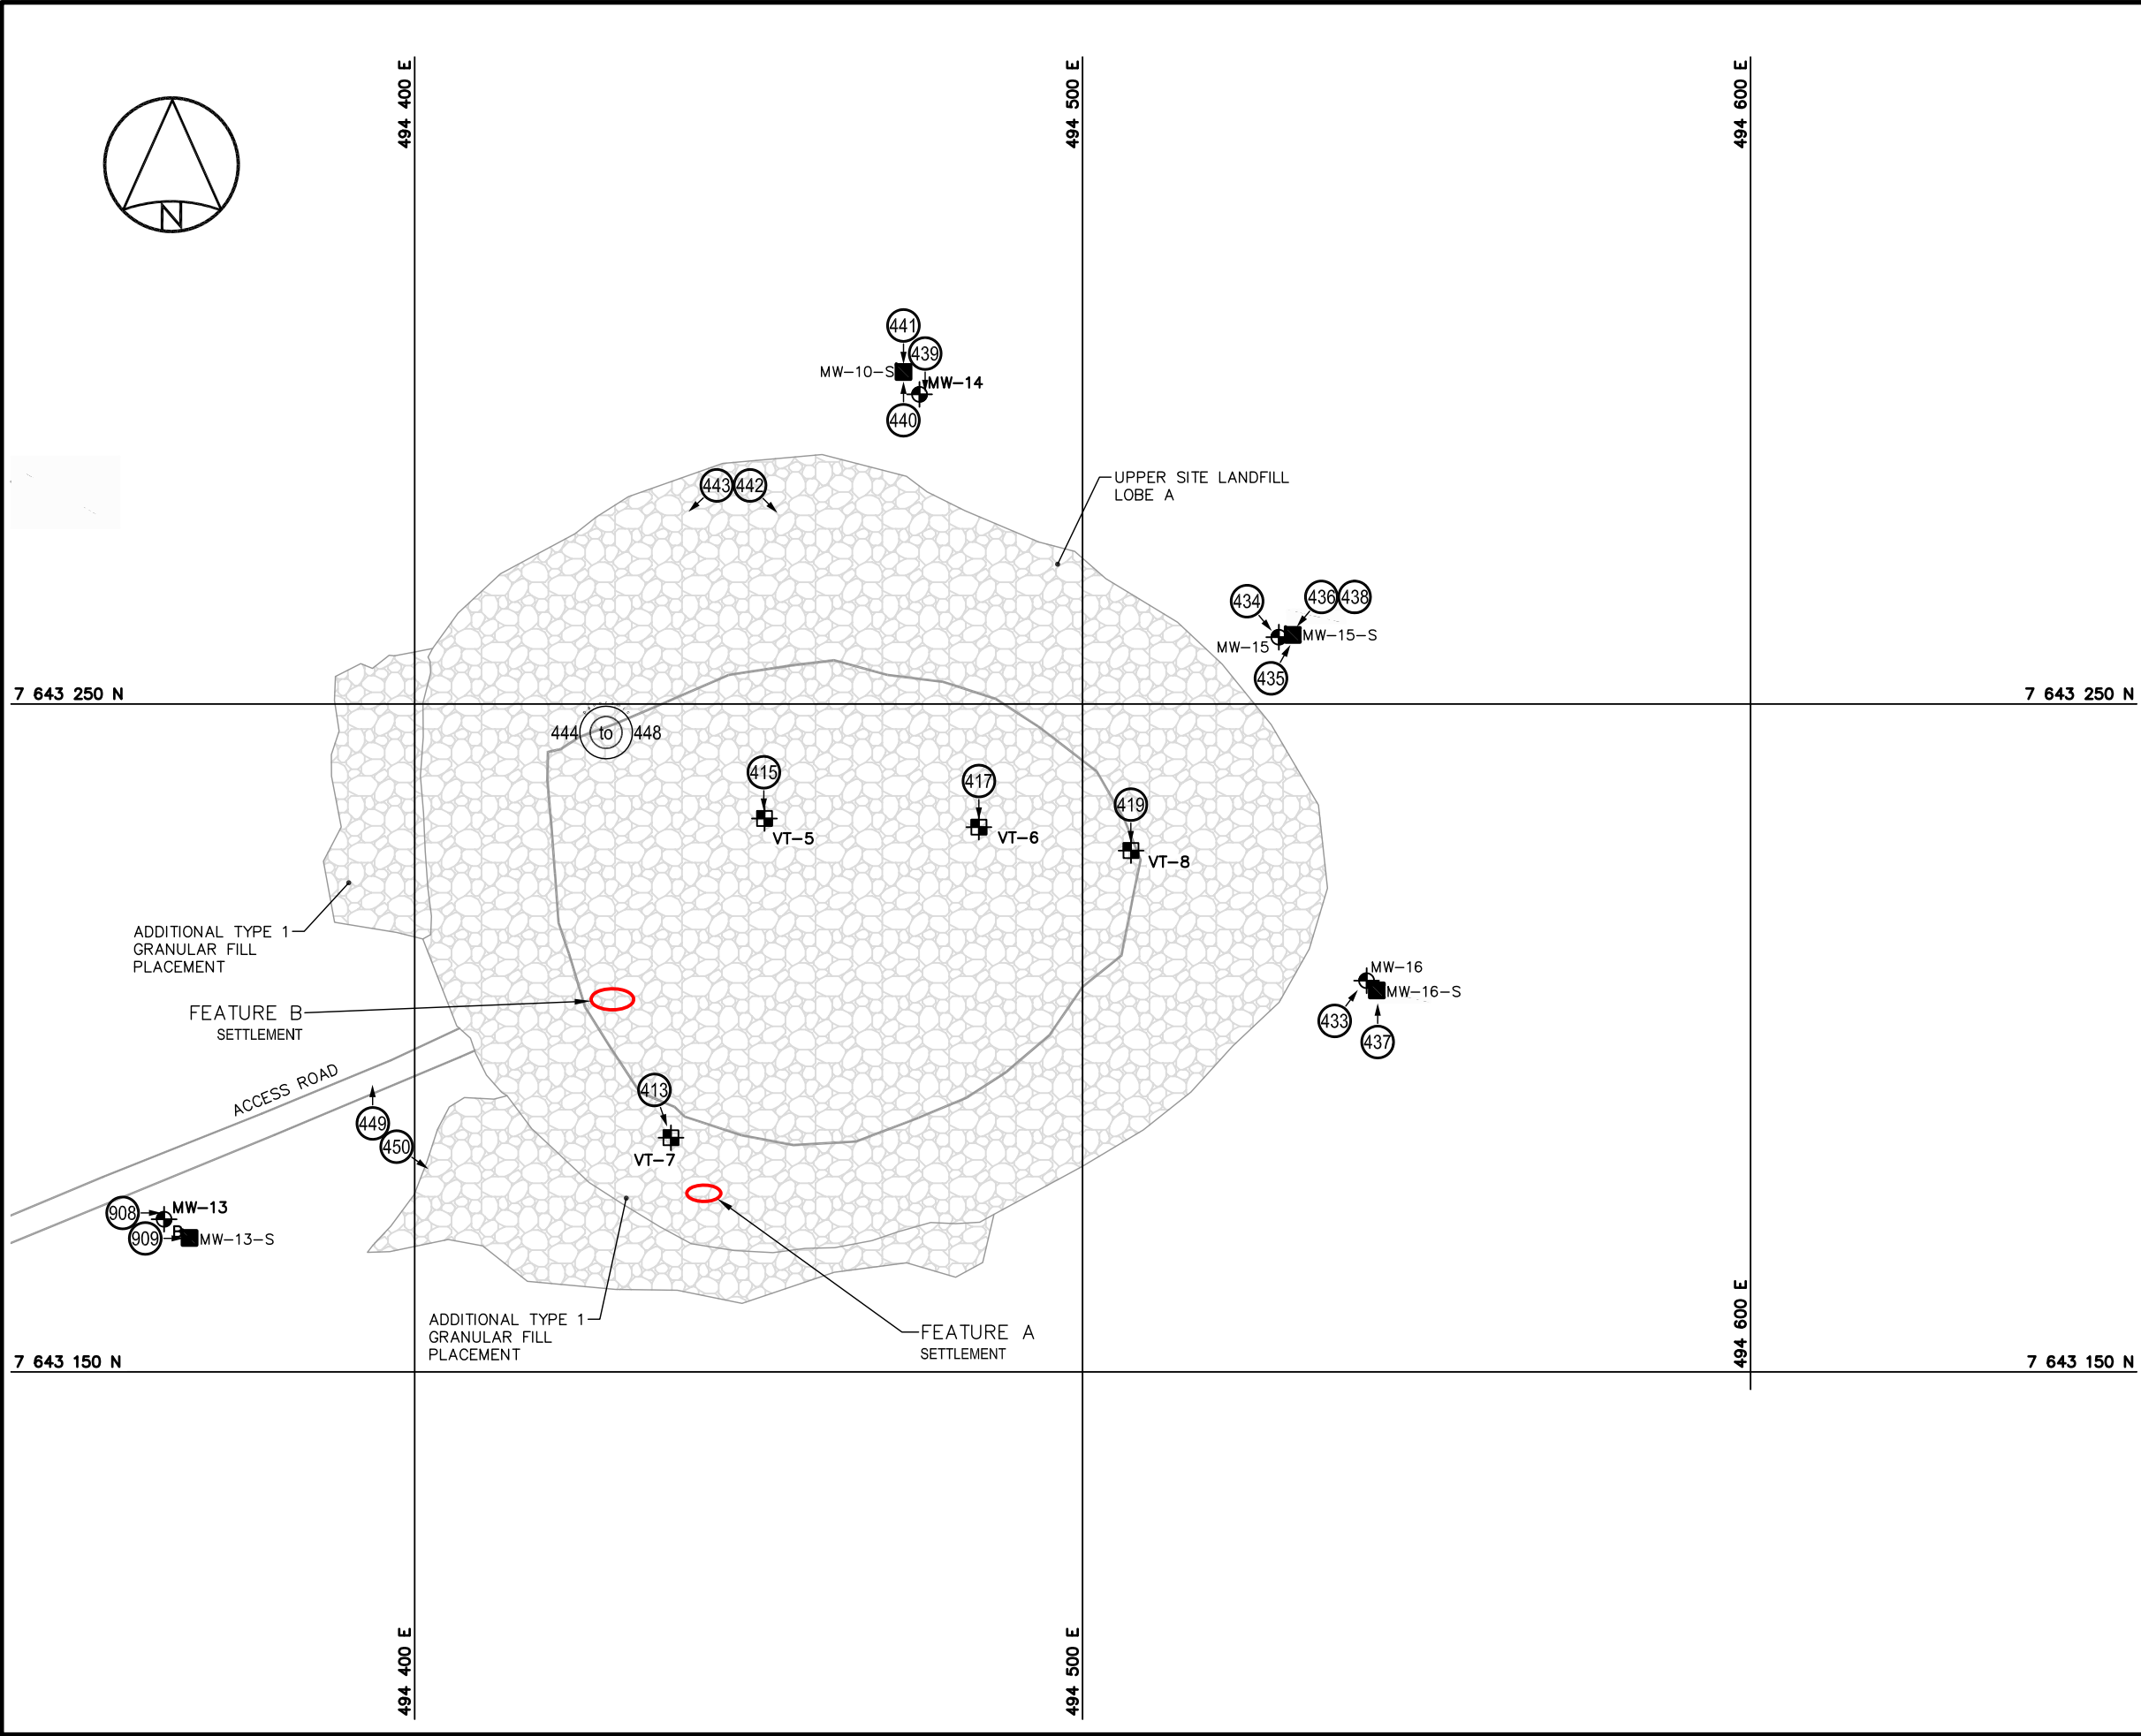 494 400 E
494 500 E
494 600 E
N
441
439
MW-10-S
MW-14
440
443
442
UPPER SITE LANDFILL
LOBE A
434
436
438
MW-15
MW-15-S
435
7 643 250 N
7 643 250 N
444 to 448
415
417
419
VT-5
VT-6
VT-8
ADDITIONAL TYPE 1
GRANULAR FILL
PLACEMENT
MW-16
MW-16-S
433
437
FEATURE B
SETTLEMENT
ACCESS ROAD
413
449
450
VT-7
908
MW-13
909
B
MW-13-S
ADDITIONAL TYPE 1
GRANULAR FILL
PLACEMENT
FEATURE A
SETTLEMENT
494 600 E
7 643 150 N
7 643 150 N
494 400 E
494 500 E